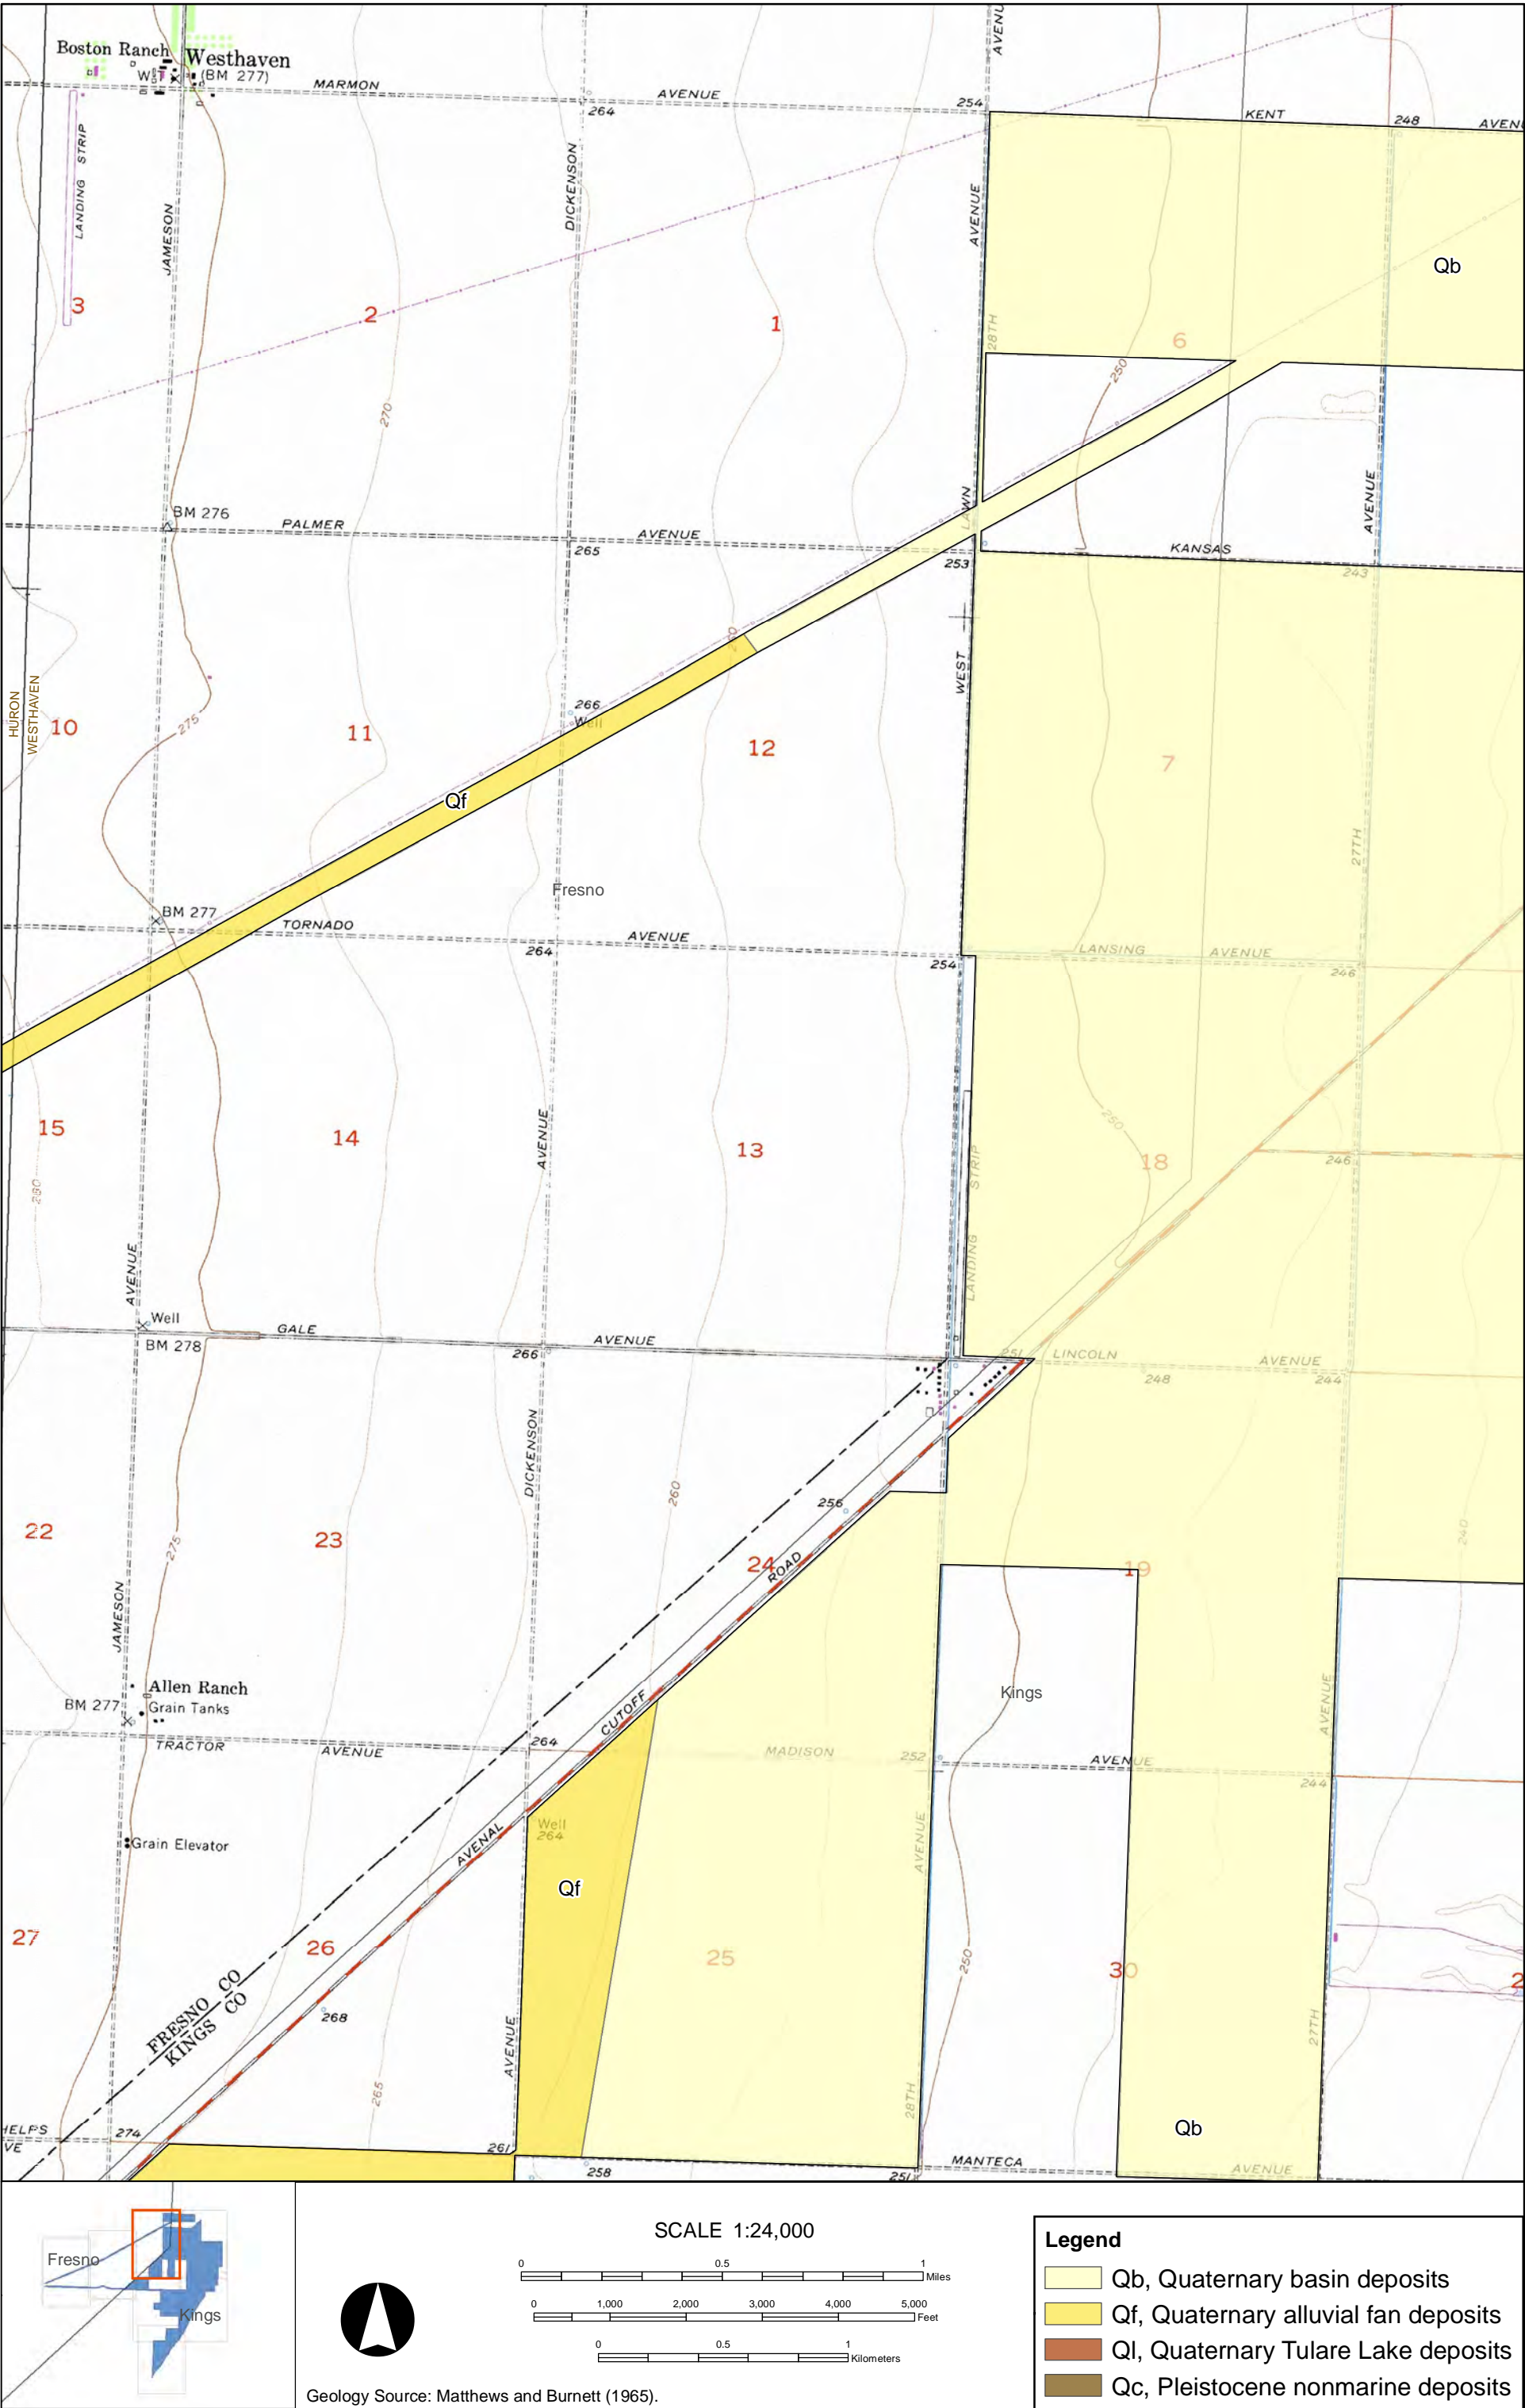 Boston Ranch
Westhaven
W
(BM 277)
MARMON
AVENUE
264
254
AVENU
KENT
248
AVENU
LANDING STRIP
JAMESON
DICKENSON
AVENUE
28TH
Qb
3
2
1
6
270
250
BM 276
PALMER
AVENUE
265
LAWN
253
KANSAS
AVENUE
243
HURON
WESTHAVEN
10
275
11
266
Well
12
WEST
7
Qf
27TH
Fresno
BM 277
TORNADO
AVENUE
264
254
LANSING
AVENUE
246
15
14
13
18
280
AVENUE
AVENUE
250
246
LANDING STRIP
Well
BM 278
GALE
AVENUE
266
251
LINCOLN
AVENUE
248
244
DICKENSON
260
256
22
275
23
24
ROAD
19
240
JAMESON
Allen Ranch
BM 277
Grain Tanks
TRACTOR
AVENUE
264
CUTOFF
MADISON
252
AVENUE
244
Kings
AVENUE
Grain Elevator
AVENAL
Well
264
AVENUE
Qf
27
26
25
250
30
2
FRESNO CO
KINGS CO
268
AVENUE
265
28TH
27TH
Qb
HELPS
VE
274
261
258
251
MANTECA
AVENUE
Fresno
Kings
SCALE 1:24,000
0 0.5 1
Miles
0 1,000 2,000 3,000 4,000 5,000
Feet
0 0.5 1
Kilometers
Geology Source: Matthews and Burnett (1965).
Legend
Qb, Quaternary basin deposits
Qf, Quaternary alluvial fan deposits
Ql, Quaternary Tulare Lake deposits
Qc, Pleistocene nonmarine deposits